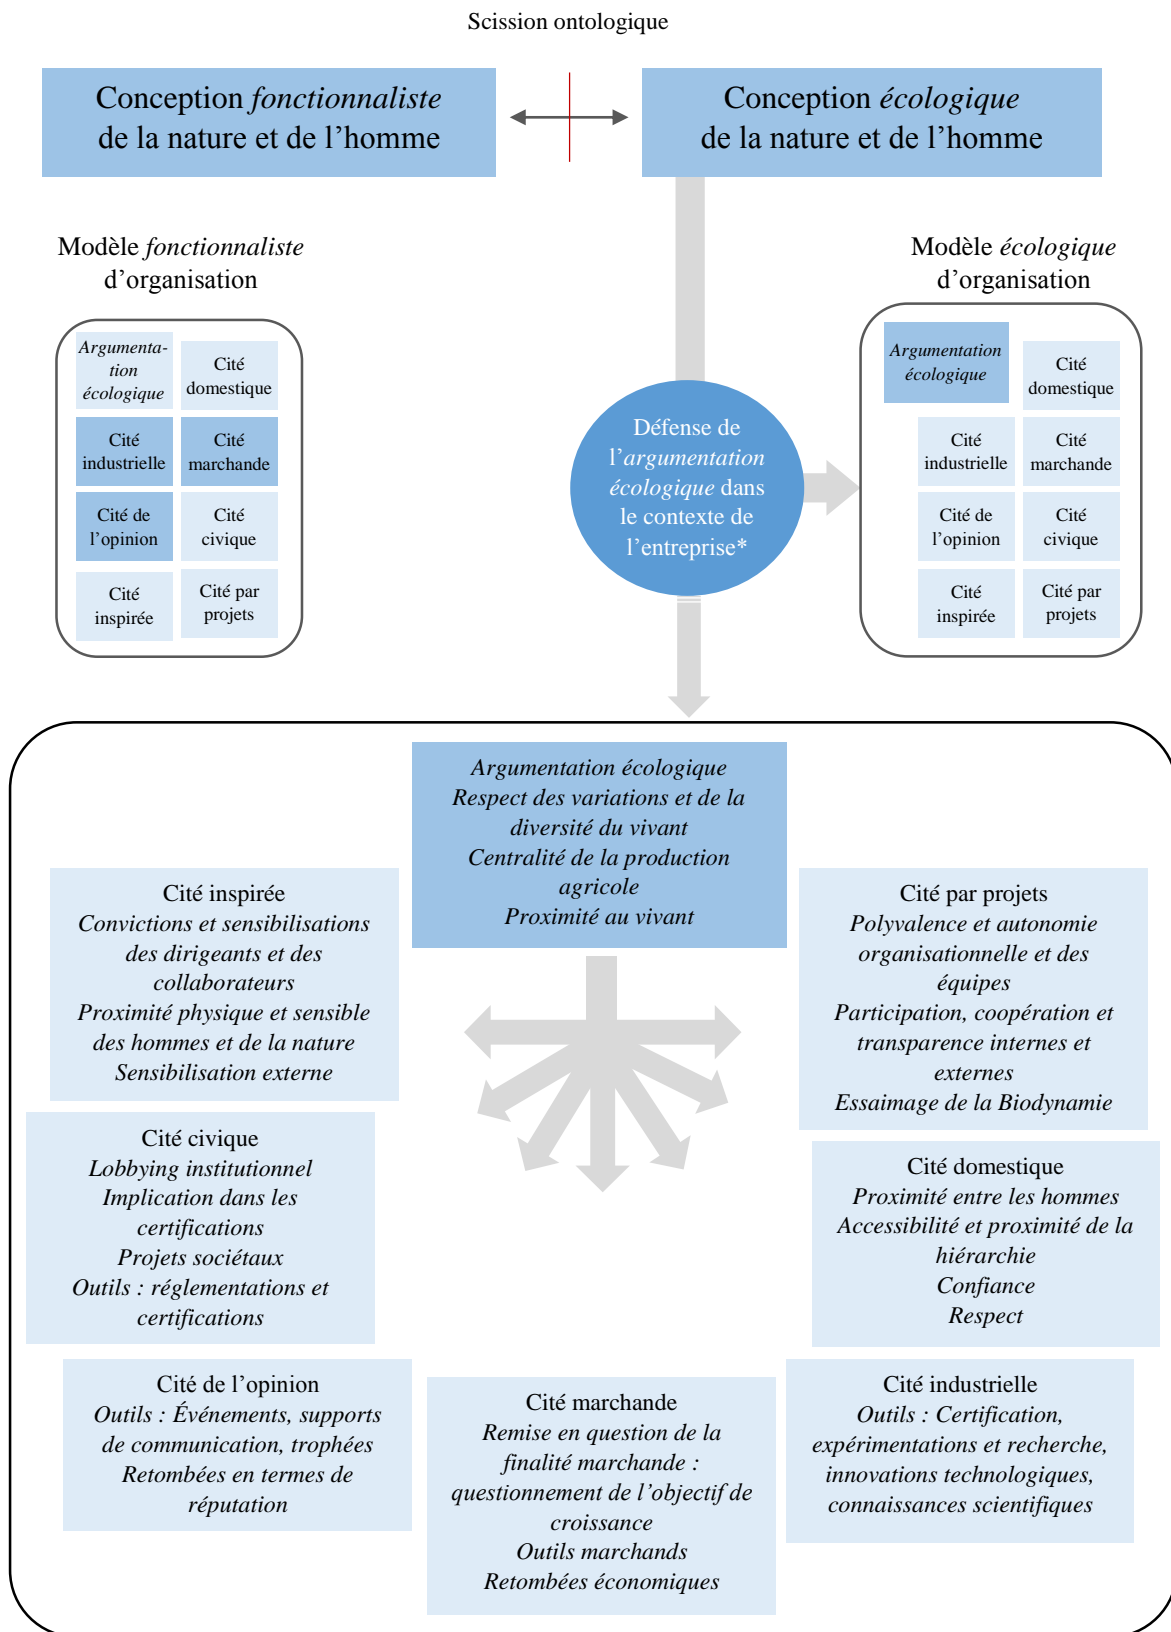 Scission ontologique
Conception fonctionnaliste
de la nature et de l’homme
Conception écologique
de la nature et de l’homme
Modèle fonctionnaliste
d’organisation
Argumenta-
tion
écologique
Cité
domestique
Cité
industrielle
Cité
marchande
Cité de
l’opinion
Cité
civique
Cité
inspirée
Cité par
projets
Défense de
l’argumentation
écologique dans
le contexte de
l’entreprise*
Modèle écologique
d’organisation
Argumentation
écologique
Cité
domestique
Cité
industrielle
Cité
marchande
Cité de
l’opinion
Cité
civique
Cité
inspirée
Cité par
projets
Argumentation écologique
Respect des variations et de la
diversité du vivant
Centralité de la production
agricole
Proximité au vivant
Cité inspirée
Convictions et sensibilisations
des dirigeants et des
collaborateurs
Proximité physique et sensible
des hommes et de la nature
Sensibilisation externe
Cité par projets
Polyvalence et autonomie
organisationnelle et des
équipes
Participation, coopération et
transparence internes et
externes
Essaimage de la Biodynamie
Cité civique
Lobbying institutionnel
Implication dans les
certifications
Projets sociétaux
Outils : réglementations et
certifications
Cité domestique
Proximité entre les hommes
Accessibilité et proximité de la
hiérarchie
Confiance
Respect
Cité de l’opinion
Outils : Événements, supports
de communication, trophées
Retombées en termes de
réputation
Cité marchande
Remise en question de la
finalité marchande :
questionnement de l’objectif de
croissance
Outils marchands
Retombées économiques
Cité industrielle
Outils : Certification,
expérimentations et recherche,
innovations technologiques,
connaissances scientifiques